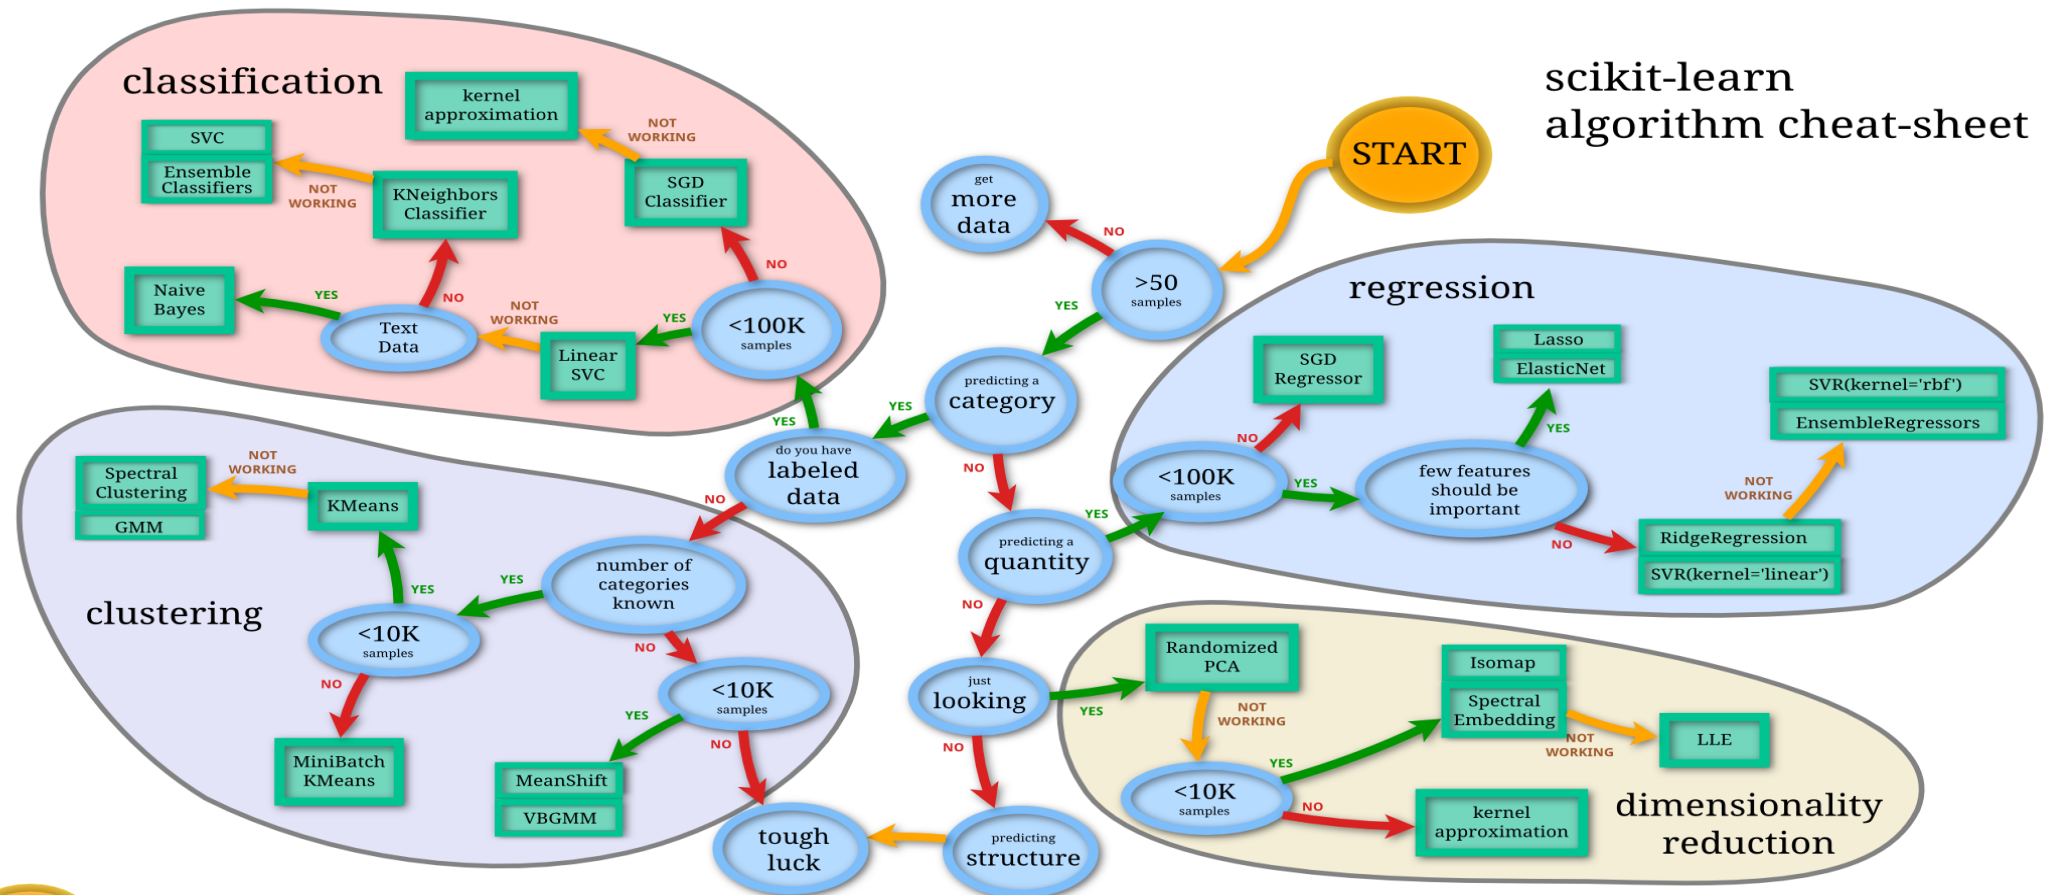 scikit-learn
algorithm cheat-sheet
START
>50
samples
NO
get
more
data
YES
predicting a
category
YES
do you have
labeled
data
NO
predicting a
quantity
YES
NO
just
looking
YES
NO
predicting
structure
tough
luck
classification
YES
<100K
samples
NO
SGD
Classifier
NOT
WORKING
kernel
approximation
YES
Linear
SVC
NOT
WORKING
Text
Data
YES
Naive
Bayes
NO
KNeighbors
Classifier
NOT
WORKING
SVC
Ensemble
Classifiers
clustering
NO
number of
categories
known
YES
<10K
samples
YES
KMeans
NOT
WORKING
Spectral
Clustering
GMM
NO
MiniBatch
KMeans
NO
<10K
samples
YES
MeanShift
VBGMM
NO
regression
<100K
samples
NO
SGD
Regressor
YES
few features
should be
important
YES
Lasso
ElasticNet
NO
RidgeRegression
SVR(kernel='linear')
NOT
WORKING
SVR(kernel='rbf')
EnsembleRegressors
dimensionality
reduction
Randomized
PCA
NOT
WORKING
<10K
samples
YES
Isomap
Spectral
Embedding
NOT
WORKING
LLE
NO
kernel
approximation